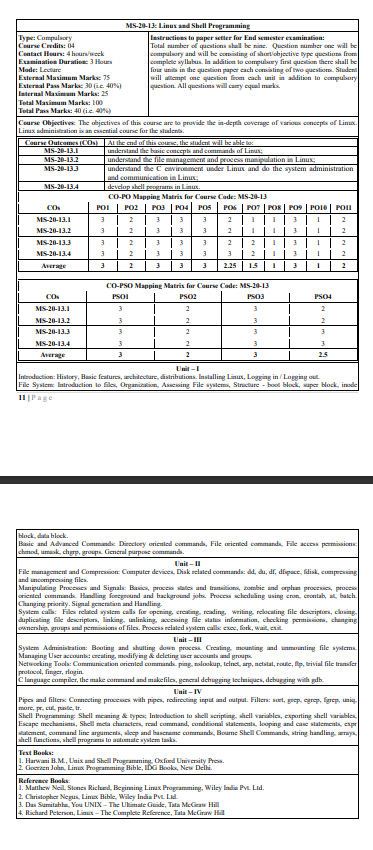 MS-20-13: Linux and Shell Programming
Type: Compulsory
Course Credits: 04
Contact Hours: 4 hours/week
Examination Duration: 3 Hours
Mode: Lecture
External Maximum Marks: 75
External Pass Marks: 30 (i.e. 40%)
Internal Maximum Marks: 25
Total Maximum Marks: 100
Total Pass Marks: 40 (i.e. 40%)
Instructions to paper setter for End semester examination:
Total number of questions shall be nine. Question number one will be
compulsory and will be consisting of short/objective type questions from
complete syllabus. In addition to compulsory first question there shall be
four units in the question paper each consisting of two questions. Student
will attempt one question from each unit in addition to compulsory
question. All questions will carry equal marks.
Course Objectives: The objectives of this course are to provide the in-depth coverage of various concepts of Linux.
Linux administration is an essential course for the students.
Course Outcomes (COs) At the end of this course, the student will be able to:
MS-20-13.1 understand the basic concepts and commands of Linux;
MS-20-13.2 understand the file management and process manipulation in Linux;
MS-20-13.3 understand the C environment under Linux and do the system administration
and communication in Linux;
MS-20-13.4 develop shell programs in Linux.
CO-PO Mapping Matrix for Course Code: MS-20-13
COs PO1 PO2 PO3 PO4 PO5 PO6 PO7 PO8 PO9 PO10 PO11
MS-20-13.1 3 2 3 3 3 2 1 1 3 1 2
MS-20-13.2 3 2 3 3 3 2 1 1 3 1 2
MS-20-13.3 3 2 3 3 3 2 2 1 3 1 2
MS-20-13.4 3 2 3 3 3 3 2 1 3 1 2
Average 3 2 3 3 3 2.25 1.5 1 3 1 2
CO-PSO Mapping Matrix for Course Code: MS-20-13
COs PSO1 PSO2 PSO3 PSO4
MS-20-13.1 3 2 3 2
MS-20-13.2 3 2 3 2
MS-20-13.3 3 2 3 3
MS-20-13.4 3 2 3 3
Average 3 2 3 2.5
Unit – I
Introduction: History, Basic features, architecture, distributions. Installing Linux, Logging in / Logging out.
File System: Introduction to files, Organization, Assessing File systems, Structure - boot block, super block, inode
11 | P a g e
block, data block.
Basic and Advanced Commands: Directory oriented commands, File oriented commands, File access permissions:
chmod, umask, chgrp, groups. General purpose commands.
Unit – II
File management and Compression: Computer devices, Disk related commands: dd, du, df, dfspace, fdisk, compressing
and uncompressing files.
Manipulating Processes and Signals: Basics, process states and transitions, zombie and orphan processes, process
oriented commands. Handling foreground and background jobs. Process scheduling using cron, crontab, at, batch.
Changing priority. Signal generation and Handling.
System calls: Files related system calls for opening, creating, reading, writing, relocating file descriptors, closing,
duplicating file descriptors, linking, unlinking, accessing file status information, checking permissions, changing
ownership, groups and permissions of files. Process related system calls: exec, fork, wait, exit.
Unit – III
System Administration: Booting and shutting down process. Creating, mounting and unmounting file systems.
Managing User accounts: creating, modifying & deleting user accounts and groups.
Networking Tools: Communication oriented commands. ping, nslookup, telnet, arp, netstat, route, ftp, trivial file transfer
protocol, finger, rlogin.
C language compiler, the make command and makefiles, general debugging techniques, debugging with gdb.
Unit – IV
Pipes and filters: Connecting processes with pipes, redirecting input and output. Filters: sort, grep, egrep, fgrep, uniq,
more, pr, cut, paste, tr.
Shell Programming: Shell meaning & types; Introduction to shell scripting, shell variables, exporting shell variables,
Escape mechanisms, Shell meta characters, read command, conditional statements, looping and case statements, expr
statement, command line arguments, sleep and basename commands, Bourne Shell Commands, string handling, arrays,
shell functions, shell programs to automate system tasks.
Text Books:
1. Harwani B.M., Unix and Shell Programming, Oxford University Press.
2. Goerzen John, Linux Programming Bible, IDG Books, New Delhi.
Reference Books:
1. Matthew Neil, Stones Richard, Beginning Linux Programming, Wiley India Pvt. Ltd.
2. Christopher Negus, Linux Bible, Wiley India Pvt. Ltd.
3. Das Sumitabha, You UNIX – The Ultimate Guide, Tata McGraw Hill
4. Richard Peterson, Linux – The Complete Reference, Tata McGraw Hill